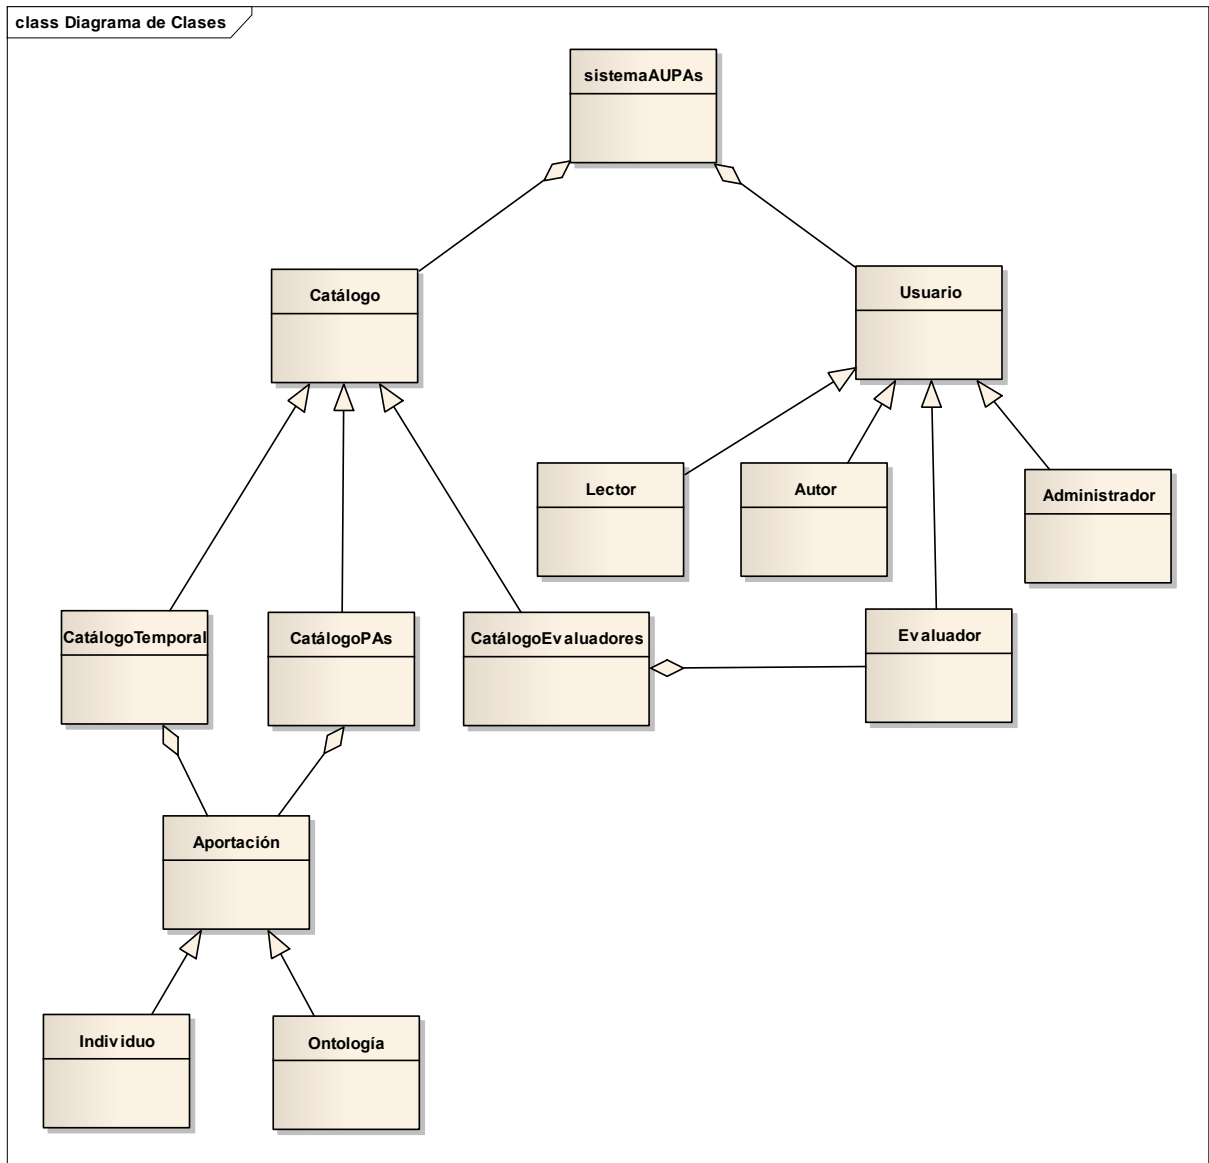 class Diagrama de Clases
sistemaAUPAs
Catálogo
Usuario
Lector
Autor
Administrador
CatálogoTemporal
CatálogoPAs
CatálogoEvaluadores
Evaluador
Aportación
Individuo
Ontología